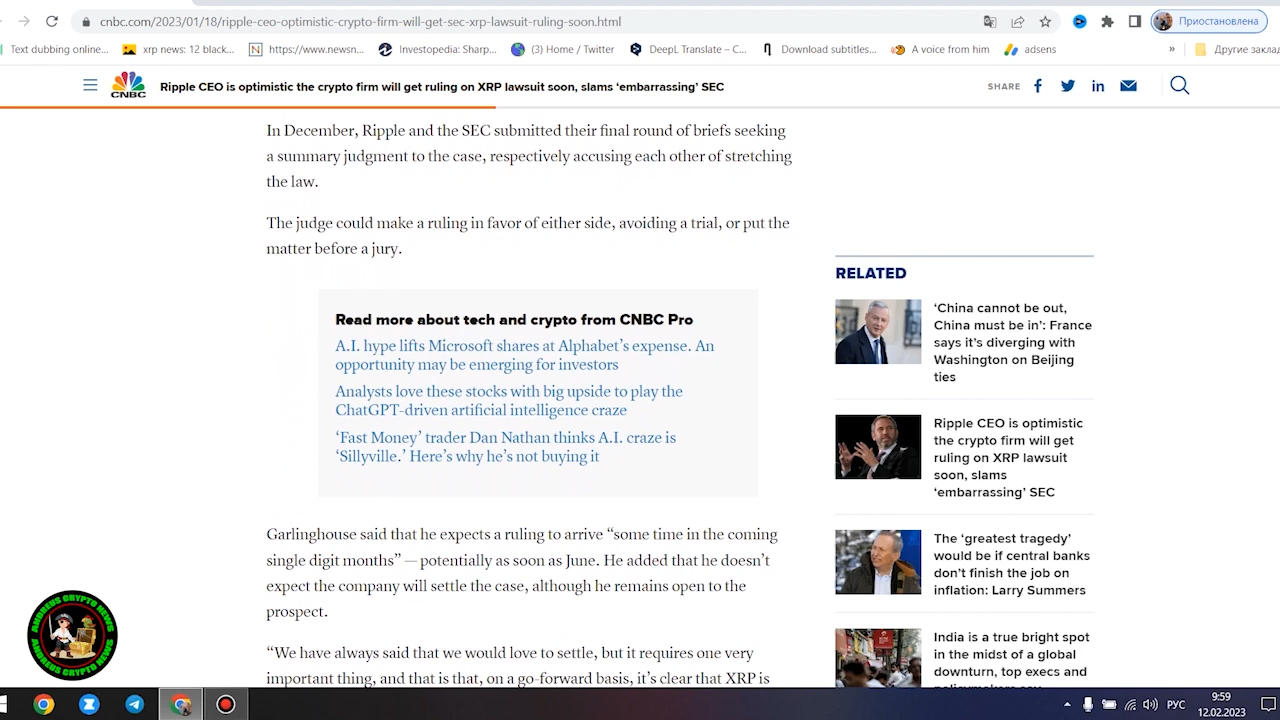 cnbc.com/2023/01/18/ripple-ceo-optimistic-crypto-firm-will-get-sec-xrp-lawsuit-ruling-soon.html
Приостановлена
Text dubbing online...
xrp news: 12 black...
https://www.newsn...
Investopedia: Sharp...
(3) Home / Twitter
DeepL Translate – C...
Download subtitles...
A voice from him
adsens
»
Другие закла
CNBC
Ripple CEO is optimistic the crypto firm will get ruling on XRP lawsuit soon, slams ‘embarrassing’ SEC
SHARE
In December, Ripple and the SEC submitted their final round of briefs seeking
a summary judgment to the case, respectively accusing each other of stretching
the law.
The judge could make a ruling in favor of either side, avoiding a trial, or put the
matter before a jury.
Read more about tech and crypto from CNBC Pro
A.I. hype lifts Microsoft shares at Alphabet’s expense. An
opportunity may be emerging for investors
Analysts love these stocks with big upside to play the
ChatGPT-driven artificial intelligence craze
‘Fast Money’ trader Dan Nathan thinks A.I. craze is
‘Sillyville.’ Here’s why he’s not buying it
Garlinghouse said that he expects a ruling to arrive “some time in the coming
single digit months” — potentially as soon as June. He added that he doesn’t
expect the company will settle the case, although he remains open to the
prospect.
“We have always said that we would love to settle, but it requires one very
important thing, and that is that, on a go-forward basis, it’s clear that XRP is
RELATED
‘China cannot be out,
China must be in’: France
says it’s diverging with
Washington on Beijing
ties
Ripple CEO is optimistic
the crypto firm will get
ruling on XRP lawsuit
soon, slams
‘embarrassing’ SEC
The ‘greatest tragedy’
would be if central banks
don’t finish the job on
inflation: Larry Summers
India is a true bright spot
in the midst of a global
downturn, top execs and
ANDREUS CRYPTO NEWS
ANDREUS CRYPTO NEWS
РУС
9:59
12.02.2023